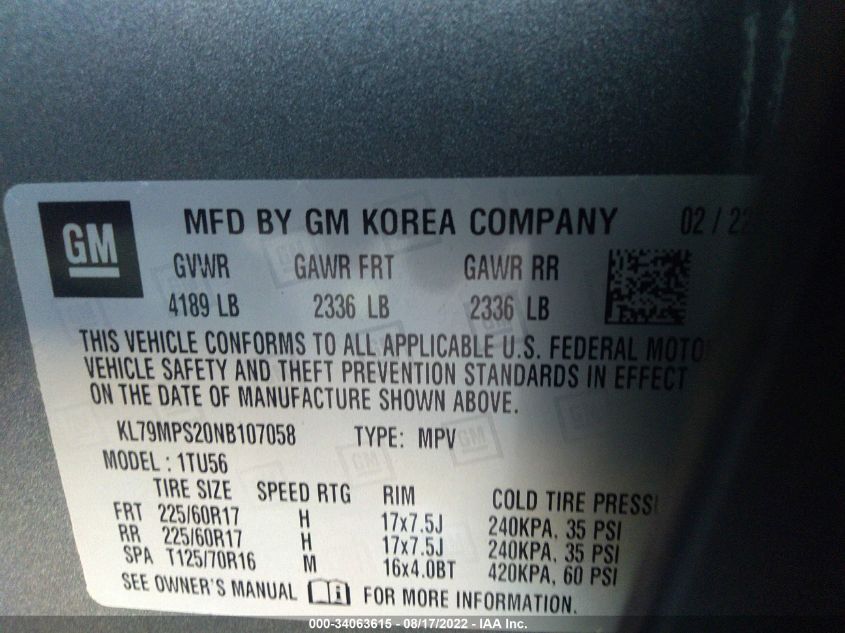 GM
MFD BY GM KOREA COMPANY 02 / 22
GVWR GAWR FRT GAWR RR
4189 LB 2336 LB 2336 LB
THIS VEHICLE CONFORMS TO ALL APPLICABLE U.S. FEDERAL MOTO
VEHICLE SAFETY AND THEFT PREVENTION STANDARDS IN EFFECT
ON THE DATE OF MANUFACTURE SHOWN ABOVE.
KL79MPS20NB107058 TYPE: MPV
MODEL : 1TU56
TIRE SIZE SPEED RTG RIM COLD TIRE PRESS
FRT 225/60R17 H 17x7.5J 240KPA, 35 PSI
RR 225/60R17 H 17x7.5J 240KPA, 35 PSI
SPA T125/70R16 M 16x4.0BT 420KPA, 60 PSI
SEE OWNER'S MANUAL FOR MORE INFORMATION.
000-34063615 - 08/17/2022 - IAA Inc.